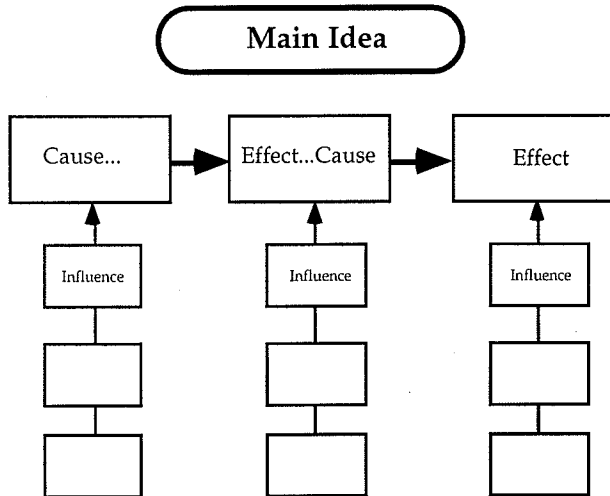 Main Idea
Cause...
Effect...Cause
Effect
Influence
Influence
Influence